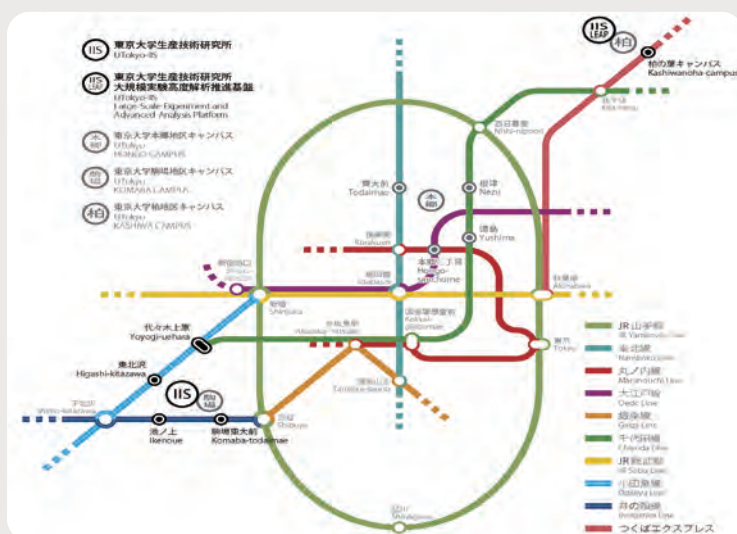 IIS
東京大学生産技術研究所
UTokyo-IIS
IIS
LEAP
東京大学生産技術研究所
大規模実験高度解析推進基盤
UTokyo-IIS
Large-Scale Experiment and
Advanced Analysis Platform
本郷
東京大学本郷地区キャンパス
UTokyo
HONGO CAMPUS
駒場
東京大学駒場地区キャンパス
UTokyo
KOMABA CAMPUS
柏
東京大学柏地区キャンパス
UTokyo
KASHIWA CAMPUS
IIS
LEAP
柏
柏の葉キャンパス
Kashiwanoha-campus
西日暮里
Nishi-nippori
東大前
Todaimae
本郷
根津
Nezu
湯島
Yushima
本郷三丁目
Hongo-
sanchome
新宿
Shinjuku
秋葉原
Akihabara
代々木上原
Yoyogi-uehara
東京
Tokyo
東北沢
Higashi-kitazawa
IIS
駒場
下北沢
Shimo-kitazawa
池ノ上
Ikenoue
駒場東大前
Komaba-todaimae
渋谷
Shibuya
品川
Shinagawa
JR山手線
JR Yamanote Line
南北線
Namboku Line
丸ノ内線
Marunouchi Line
大江戸線
Oedo Line
銀座線
Ginza Line
千代田線
Chiyoda Line
JR総武線
JR Sobu Line
小田急線
Odakyu Line
井の頭線
Inokashira Line
つくばエクスプレス